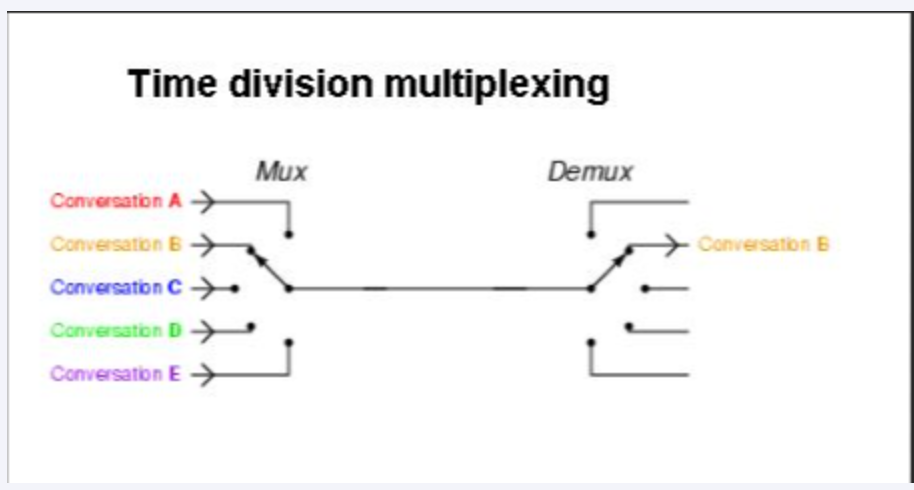 Time division multiplexing
Mux Demux
Conversation A
Conversation B Conversation B
Conversation C
Conversation D
Conversation E